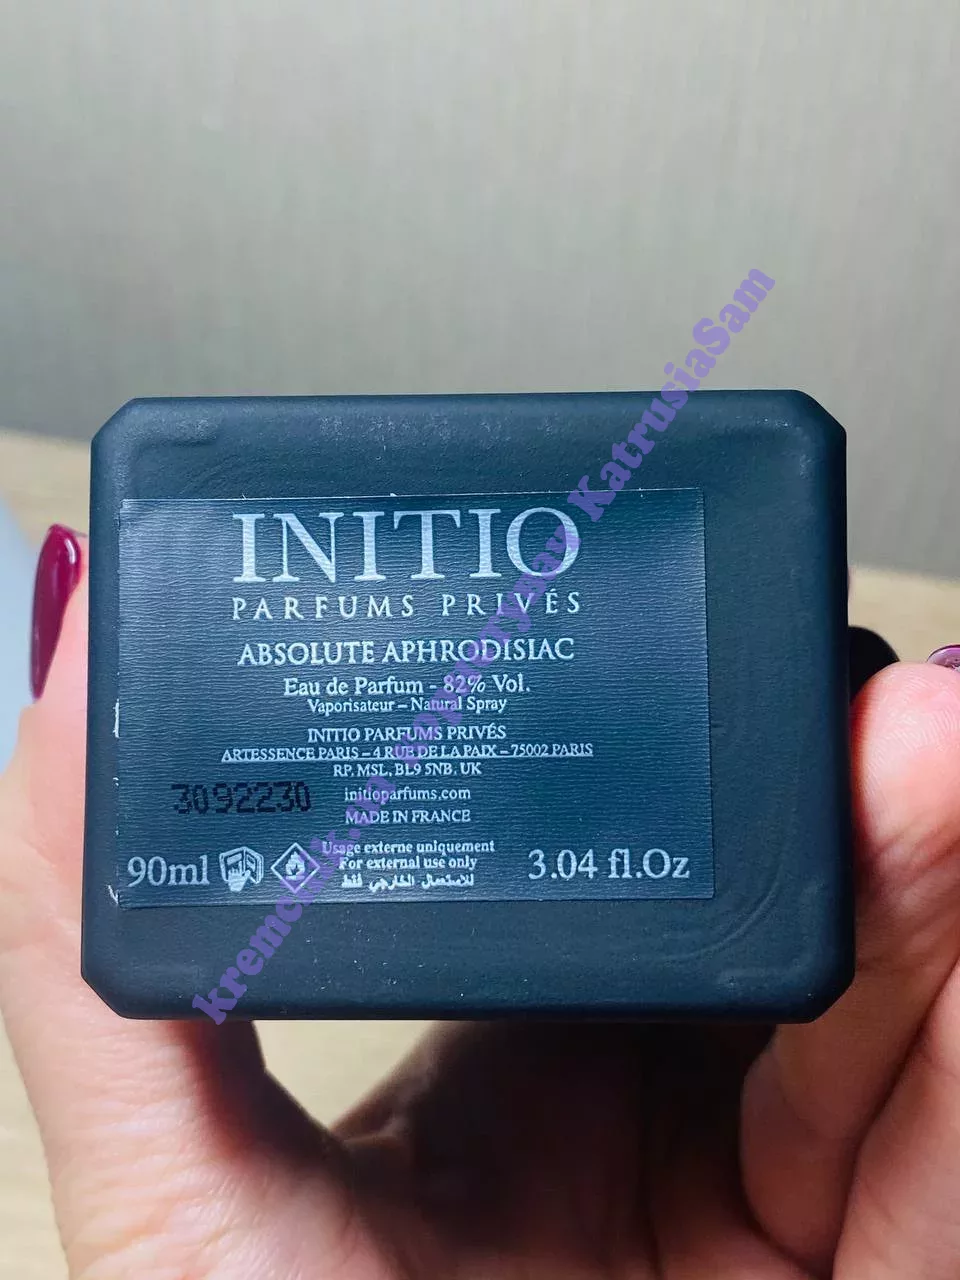 INITIO
PARFUMS PRIVÉS
ABSOLUTE APHRODISIAC
Eau de Parfum - 82% Vol.
Vaporisateur – Natural Spray
INITIO PARFUMS PRIVÉS
ARTESSENCE PARIS – 4 RUE DE LA PAIX – 75002 PARIS
RP. MSL, BL9 5NB. UK
3092230
initioparfums.com
MADE IN FRANCE
Usage externe uniquement
For external use only
للاستعمال الخارجي فقط
90ml
3.04 fl.Oz
KatrusiaSam